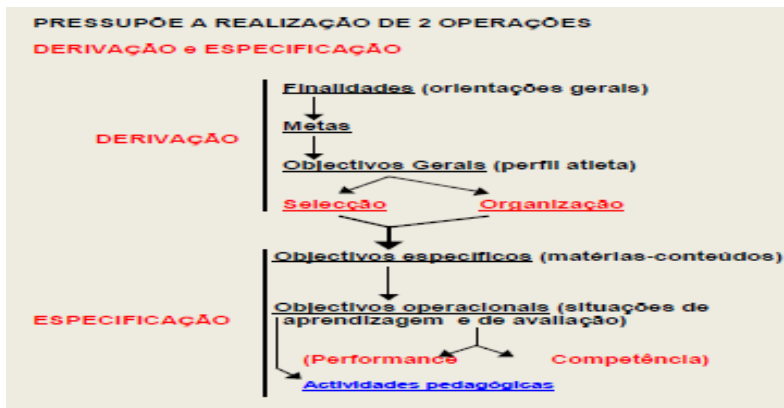 PRESSUPÕE A REALIZAÇÃO DE 2 OPERAÇÕES
DERIVAÇÃO e ESPECIFICAÇÃO
Finalidades (orientações gerais)
DERIVAÇÃO
Metas
Objectivos Gerais (perfil atleta)
Selecção Organização
Objectivos específicos (matérias-conteúdos)
Objectivos operacionais (situações de
ESPECIFICAÇÃO
aprendizagem e de avaliação)
(Performance Competência)
Actividades pedagógicas